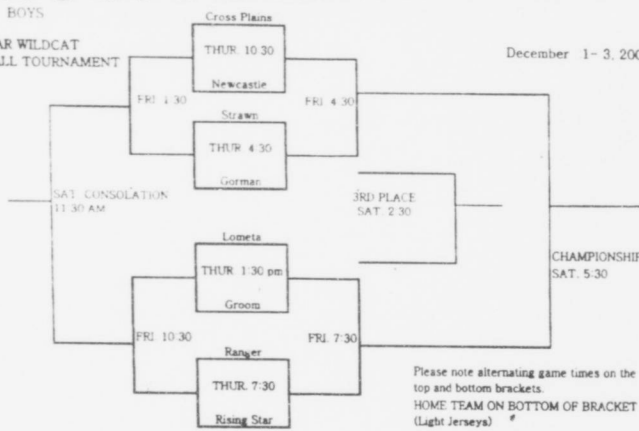 BOYS
AR WILDCAT
LL TOURNAMENT
December 1-3, 200
Cross Plains
THUR. 10:30
Newcastle
FRI. 1:30
FRI. 4:30
Strawn
THUR. 4:30
Gorman
SAT. CONSOLATION
11:30 AM
3RD PLACE
SAT. 2:30
Lometa
THUR. 1:30 pm
Groom
FRI. 10:30
FRI. 7:30
Ranger
THUR. 7:30
Rising Star
CHAMPIONSHIP
SAT. 5:30
Please note alternating game times on the
top and bottom brackets.
HOME TEAM ON BOTTOM OF BRACKET
(Light Jerseys)